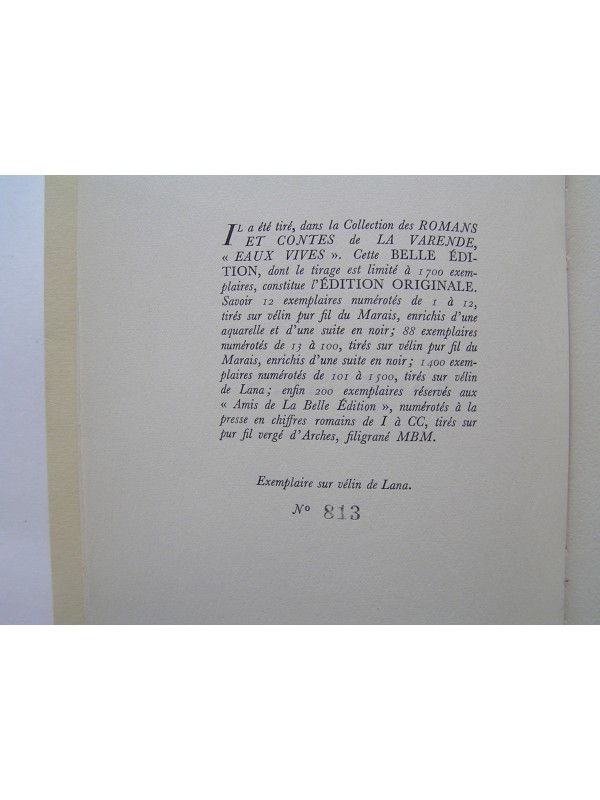 IL a été tiré, dans la Collection des ROMANS
ET CONTES de LA VARENDE,
« EAUX VIVES ». Cette BELLE ÉDI-
TION, dont le tirage est limité à 1700 exem-
plaires, constitue l'ÉDITION ORIGINALE.
Savoir 12 exemplaires numérotés de 1 à 12,
tirés sur vélin pur fil du Marais, enrichis d'une
aquarelle et d'une suite en noir ; 88 exemplaires
numérotés de 13 à 100, tirés sur vélin pur fil du
Marais, enrichis d'une suite en noir ; 1400 exem-
plaires numérotés de 101 à 1500, tirés sur vélin
de Lana ; enfin 200 exemplaires réservés aux
« Amis de La Belle Édition », numérotés à la
presse en chiffres romains de I à CC, tirés sur
pur fil vergé d'Arches, filigrané MBM.
Exemplaire sur vélin de Lana.
Nº 813